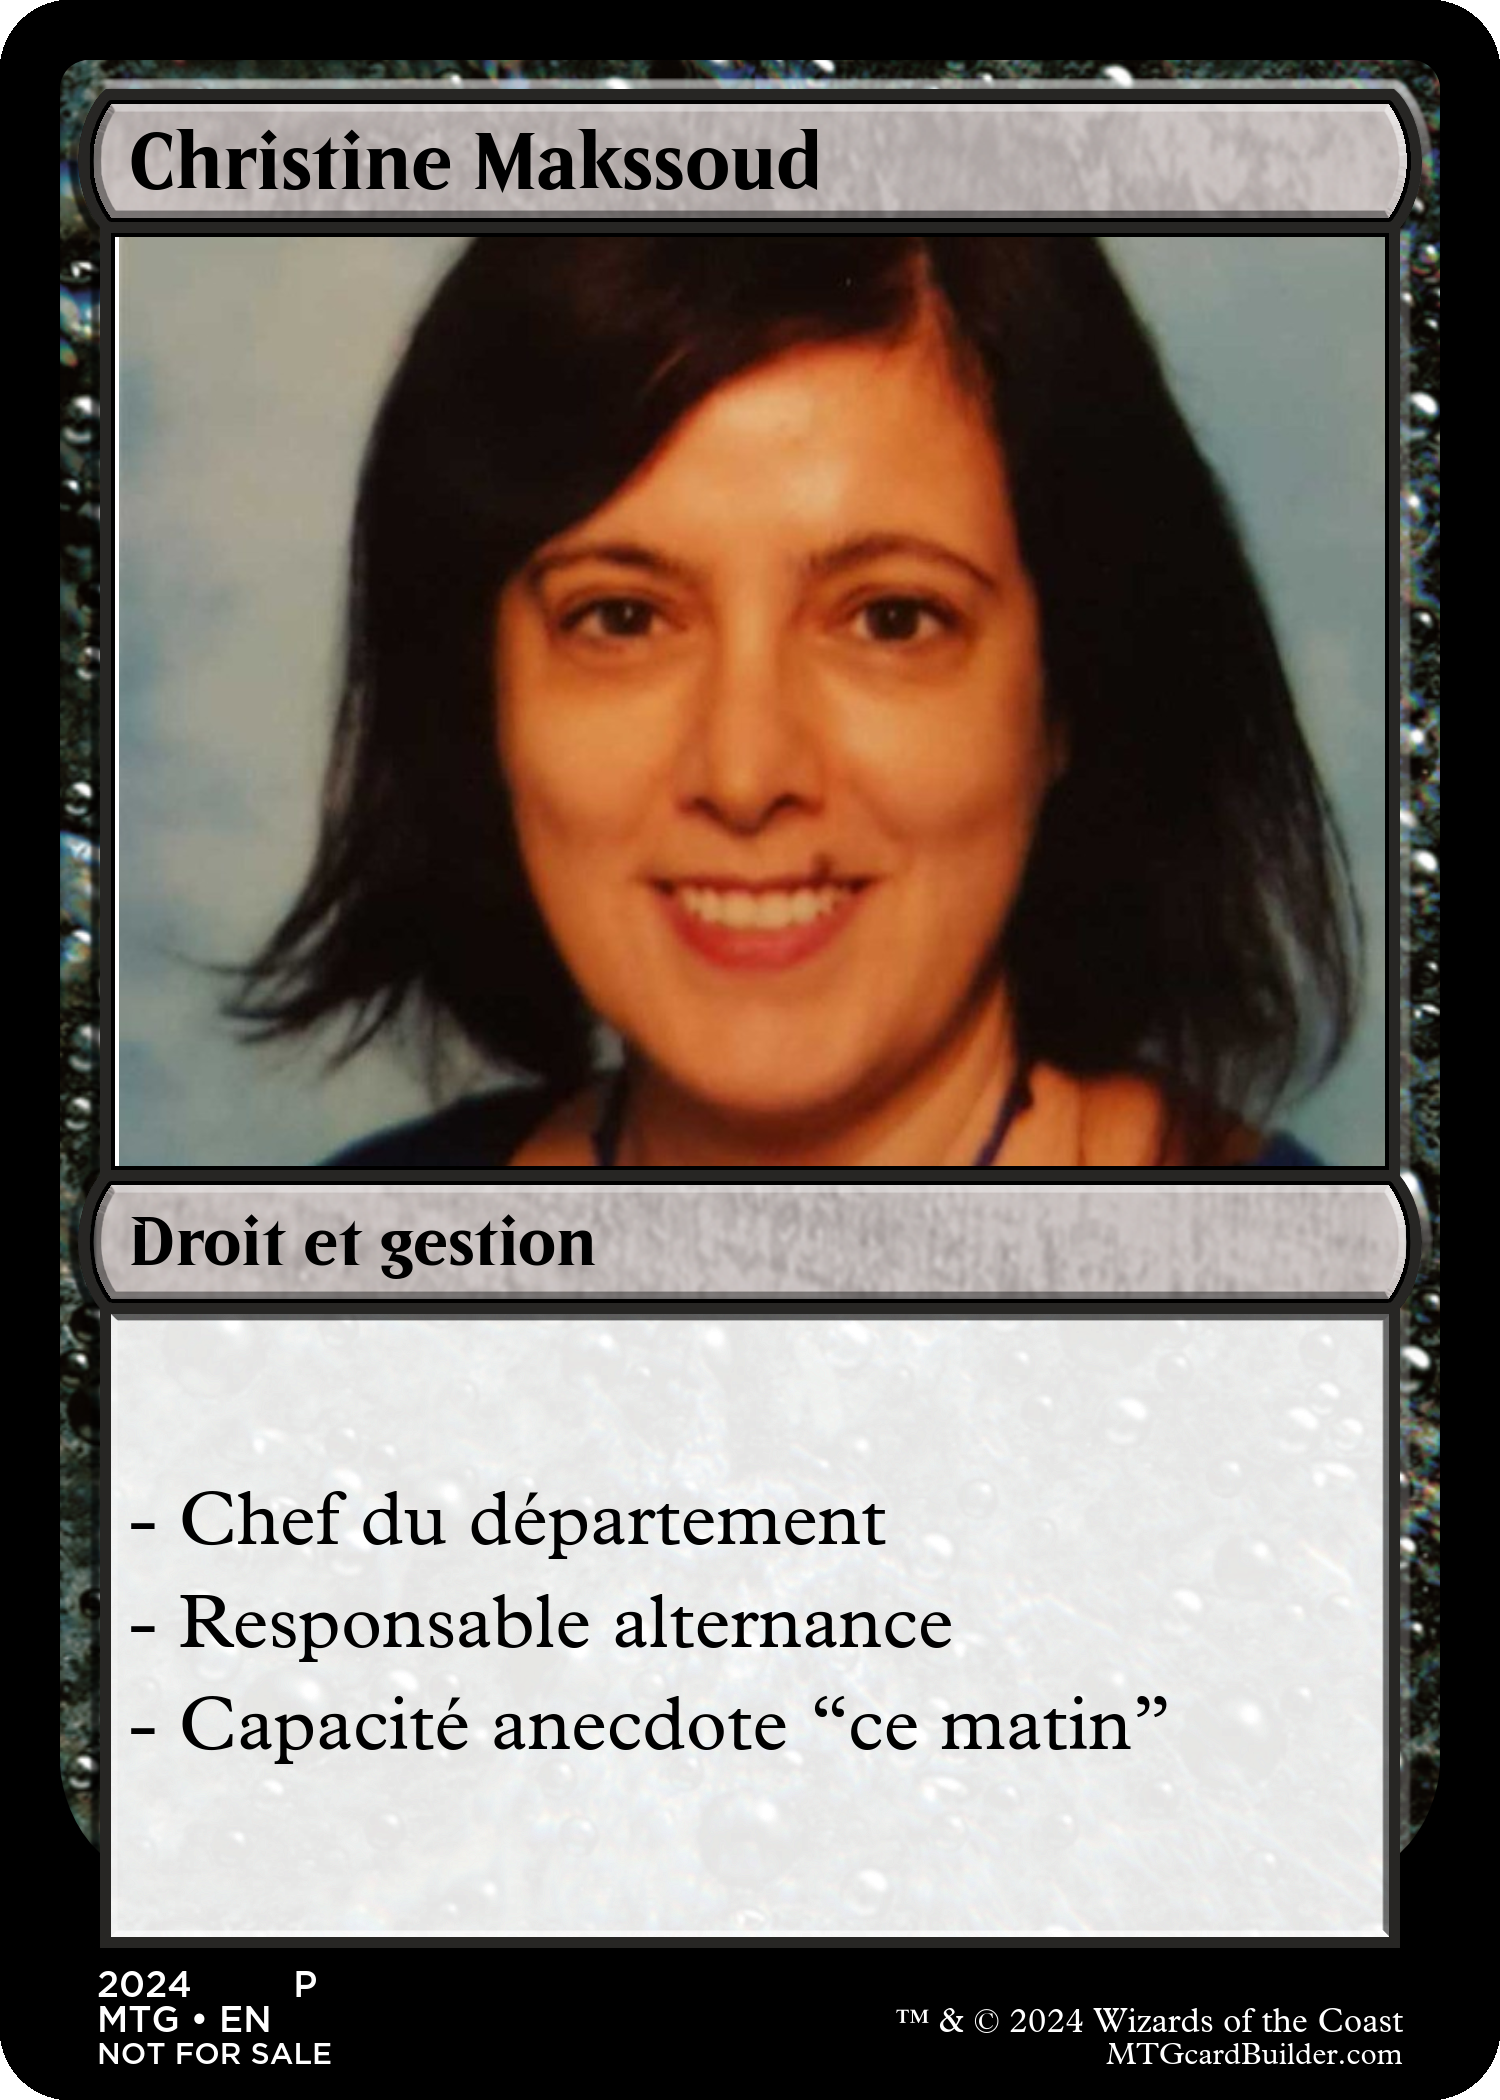 Christine Makssoud
Droit et gestion
- Chef du département
- Responsable alternance
- Capacité anecdote “ce matin”
2024 P
MTG • EN
NOT FOR SALE
™ & © 2024 Wizards of the Coast
MTGcardBuilder.com